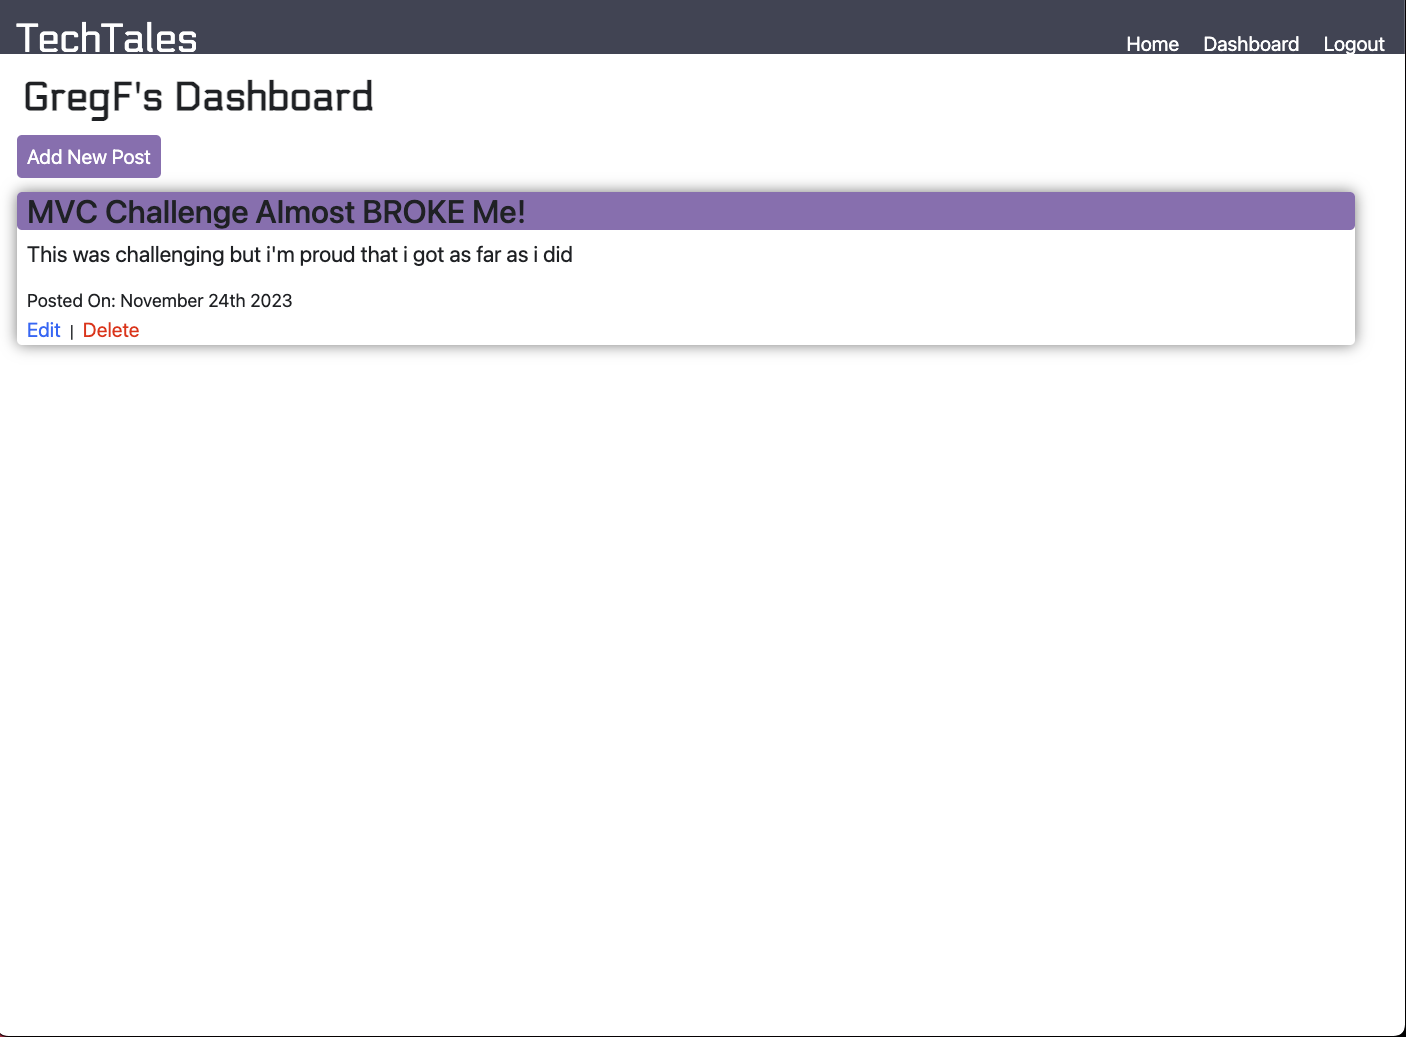 TechTales
Home Dashboard Logout
GregF's Dashboard
Add New Post
MVC Challenge Almost BROKE Me!
This was challenging but i'm proud that i got as far as i did
Posted On: November 24th 2023
Edit | Delete